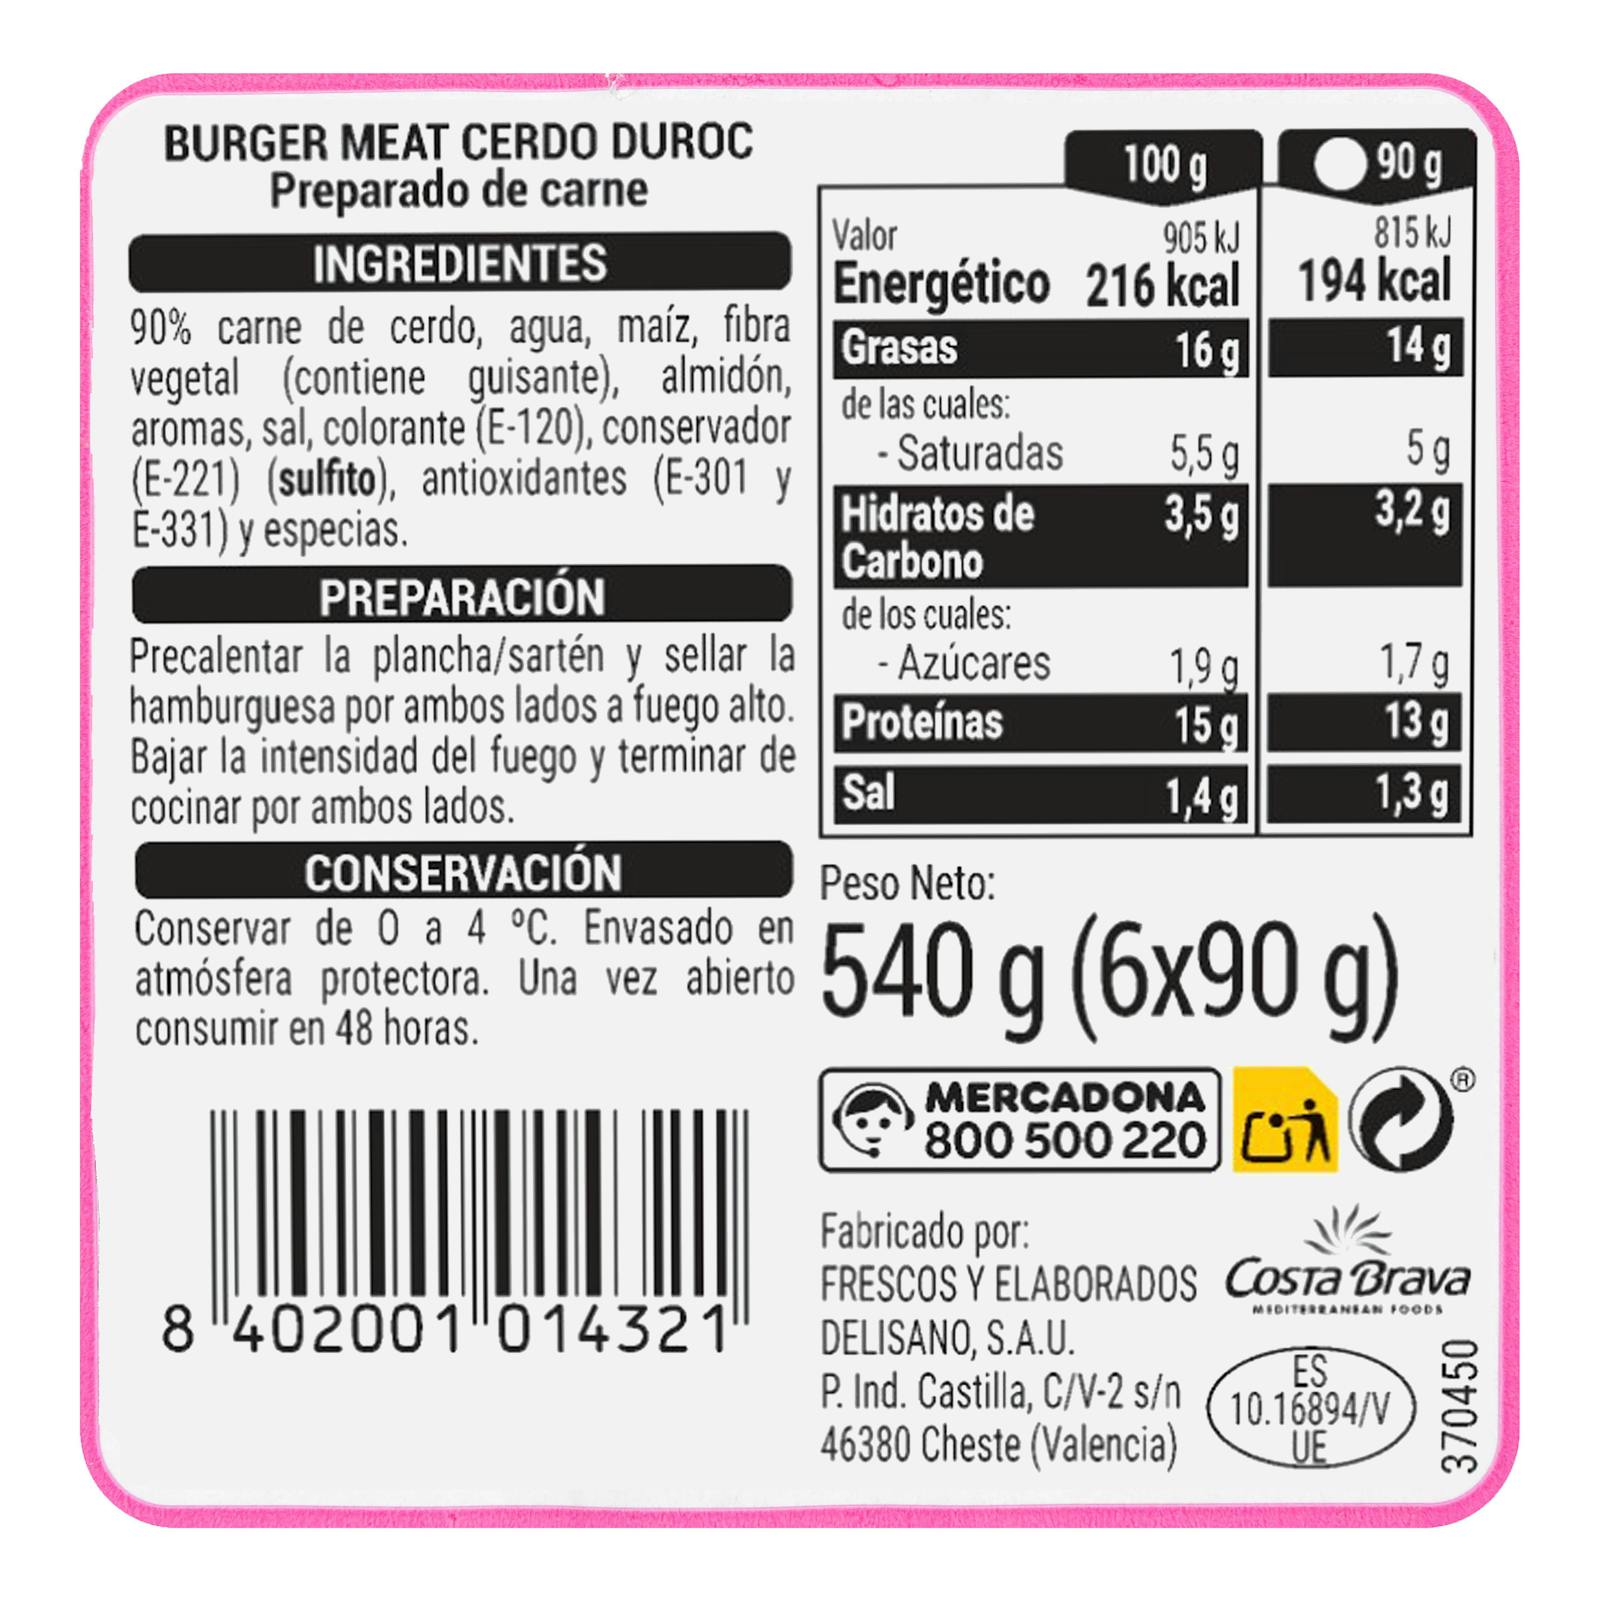 BURGER MEAT CERDO DUROC
Preparado de carne
INGREDIENTES
90% carne de cerdo, agua, maíz, fibra
vegetal (contiene guisante), almidón,
aromas, sal, colorante (E-120), conservador
(E-221) (sulfito), antioxidantes (E-301 y
E-331) y especias.
PREPARACIÓN
Precalentar la plancha/sartén y sellar la
hamburguesa por ambos lados a fuego alto.
Bajar la intensidad del fuego y terminar de
cocinar por ambos lados.
CONSERVACIÓN
Conservar de 0 a 4 ºC. Envasado en
atmósfera protectora. Una vez abierto
consumir en 48 horas.
8 402001 014321
100 g 90 g
Valor 905 kJ 815 kJ
Energético 216 kcal 194 kcal
Grasas 16 g 14 g
de las cuales:
- Saturadas 5,5 g 5 g
Hidratos de 3,5 g 3,2 g
Carbono
de los cuales:
- Azúcares 1,9 g 1,7 g
Proteínas 15 g 13 g
Sal 1,4 g 1,3 g
Peso Neto:
540 g (6x90 g)
MERCADONA
800 500 220
®
Fabricado por:
FRESCOS Y ELABORADOS
DELISANO, S.A.U.
P. Ind. Castilla, C/V-2 s/n
46380 Cheste (Valencia)
Costa Brava
MEDITERRANEAN FOODS
ES
10.16894/V
UE
370450